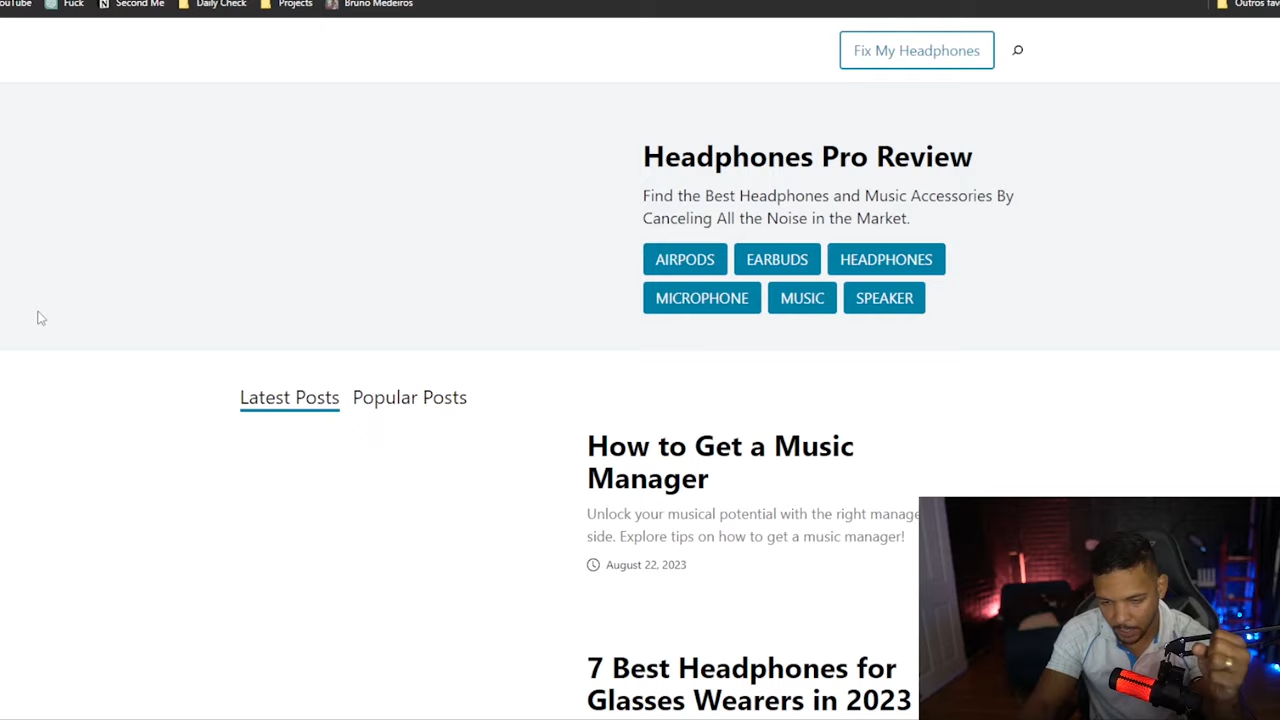 ouTube Fuck Second Me Daily Check Projects Bruno Medeiros Outros fav
Fix My Headphones
Headphones Pro Review
Find the Best Headphones and Music Accessories By
Canceling All the Noise in the Market.
AIRPODS EARBUDS HEADPHONES
MICROPHONE MUSIC SPEAKER
Latest Posts Popular Posts
How to Get a Music
Manager
Unlock your musical potential with the right manage
side. Explore tips on how to get a music manager!
August 22, 2023
7 Best Headphones for
Glasses Wearers in 2023